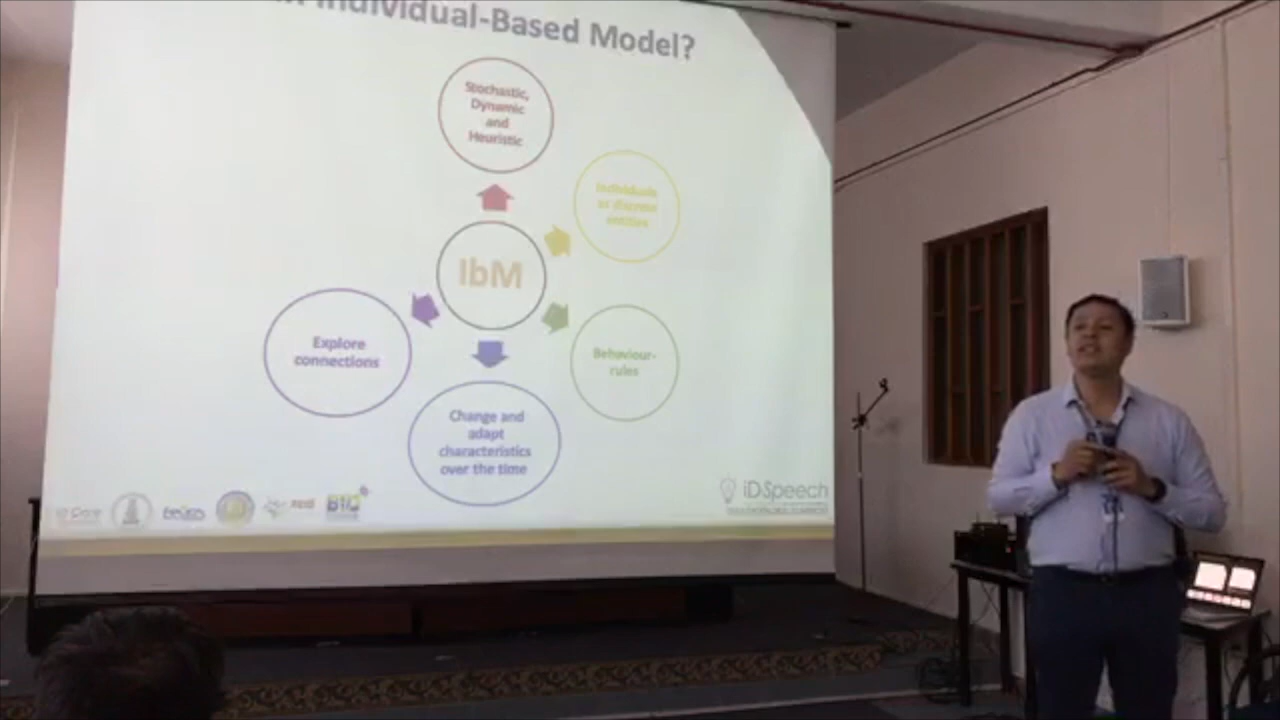 Individual-Based Model?
Stochastic,
Dynamic
and
Heuristic
Individuals
as discrete
entities
IbM
Behaviour-
rules
Explore
connections
Change and
adapt
characteristics
over the time
iDSpeech